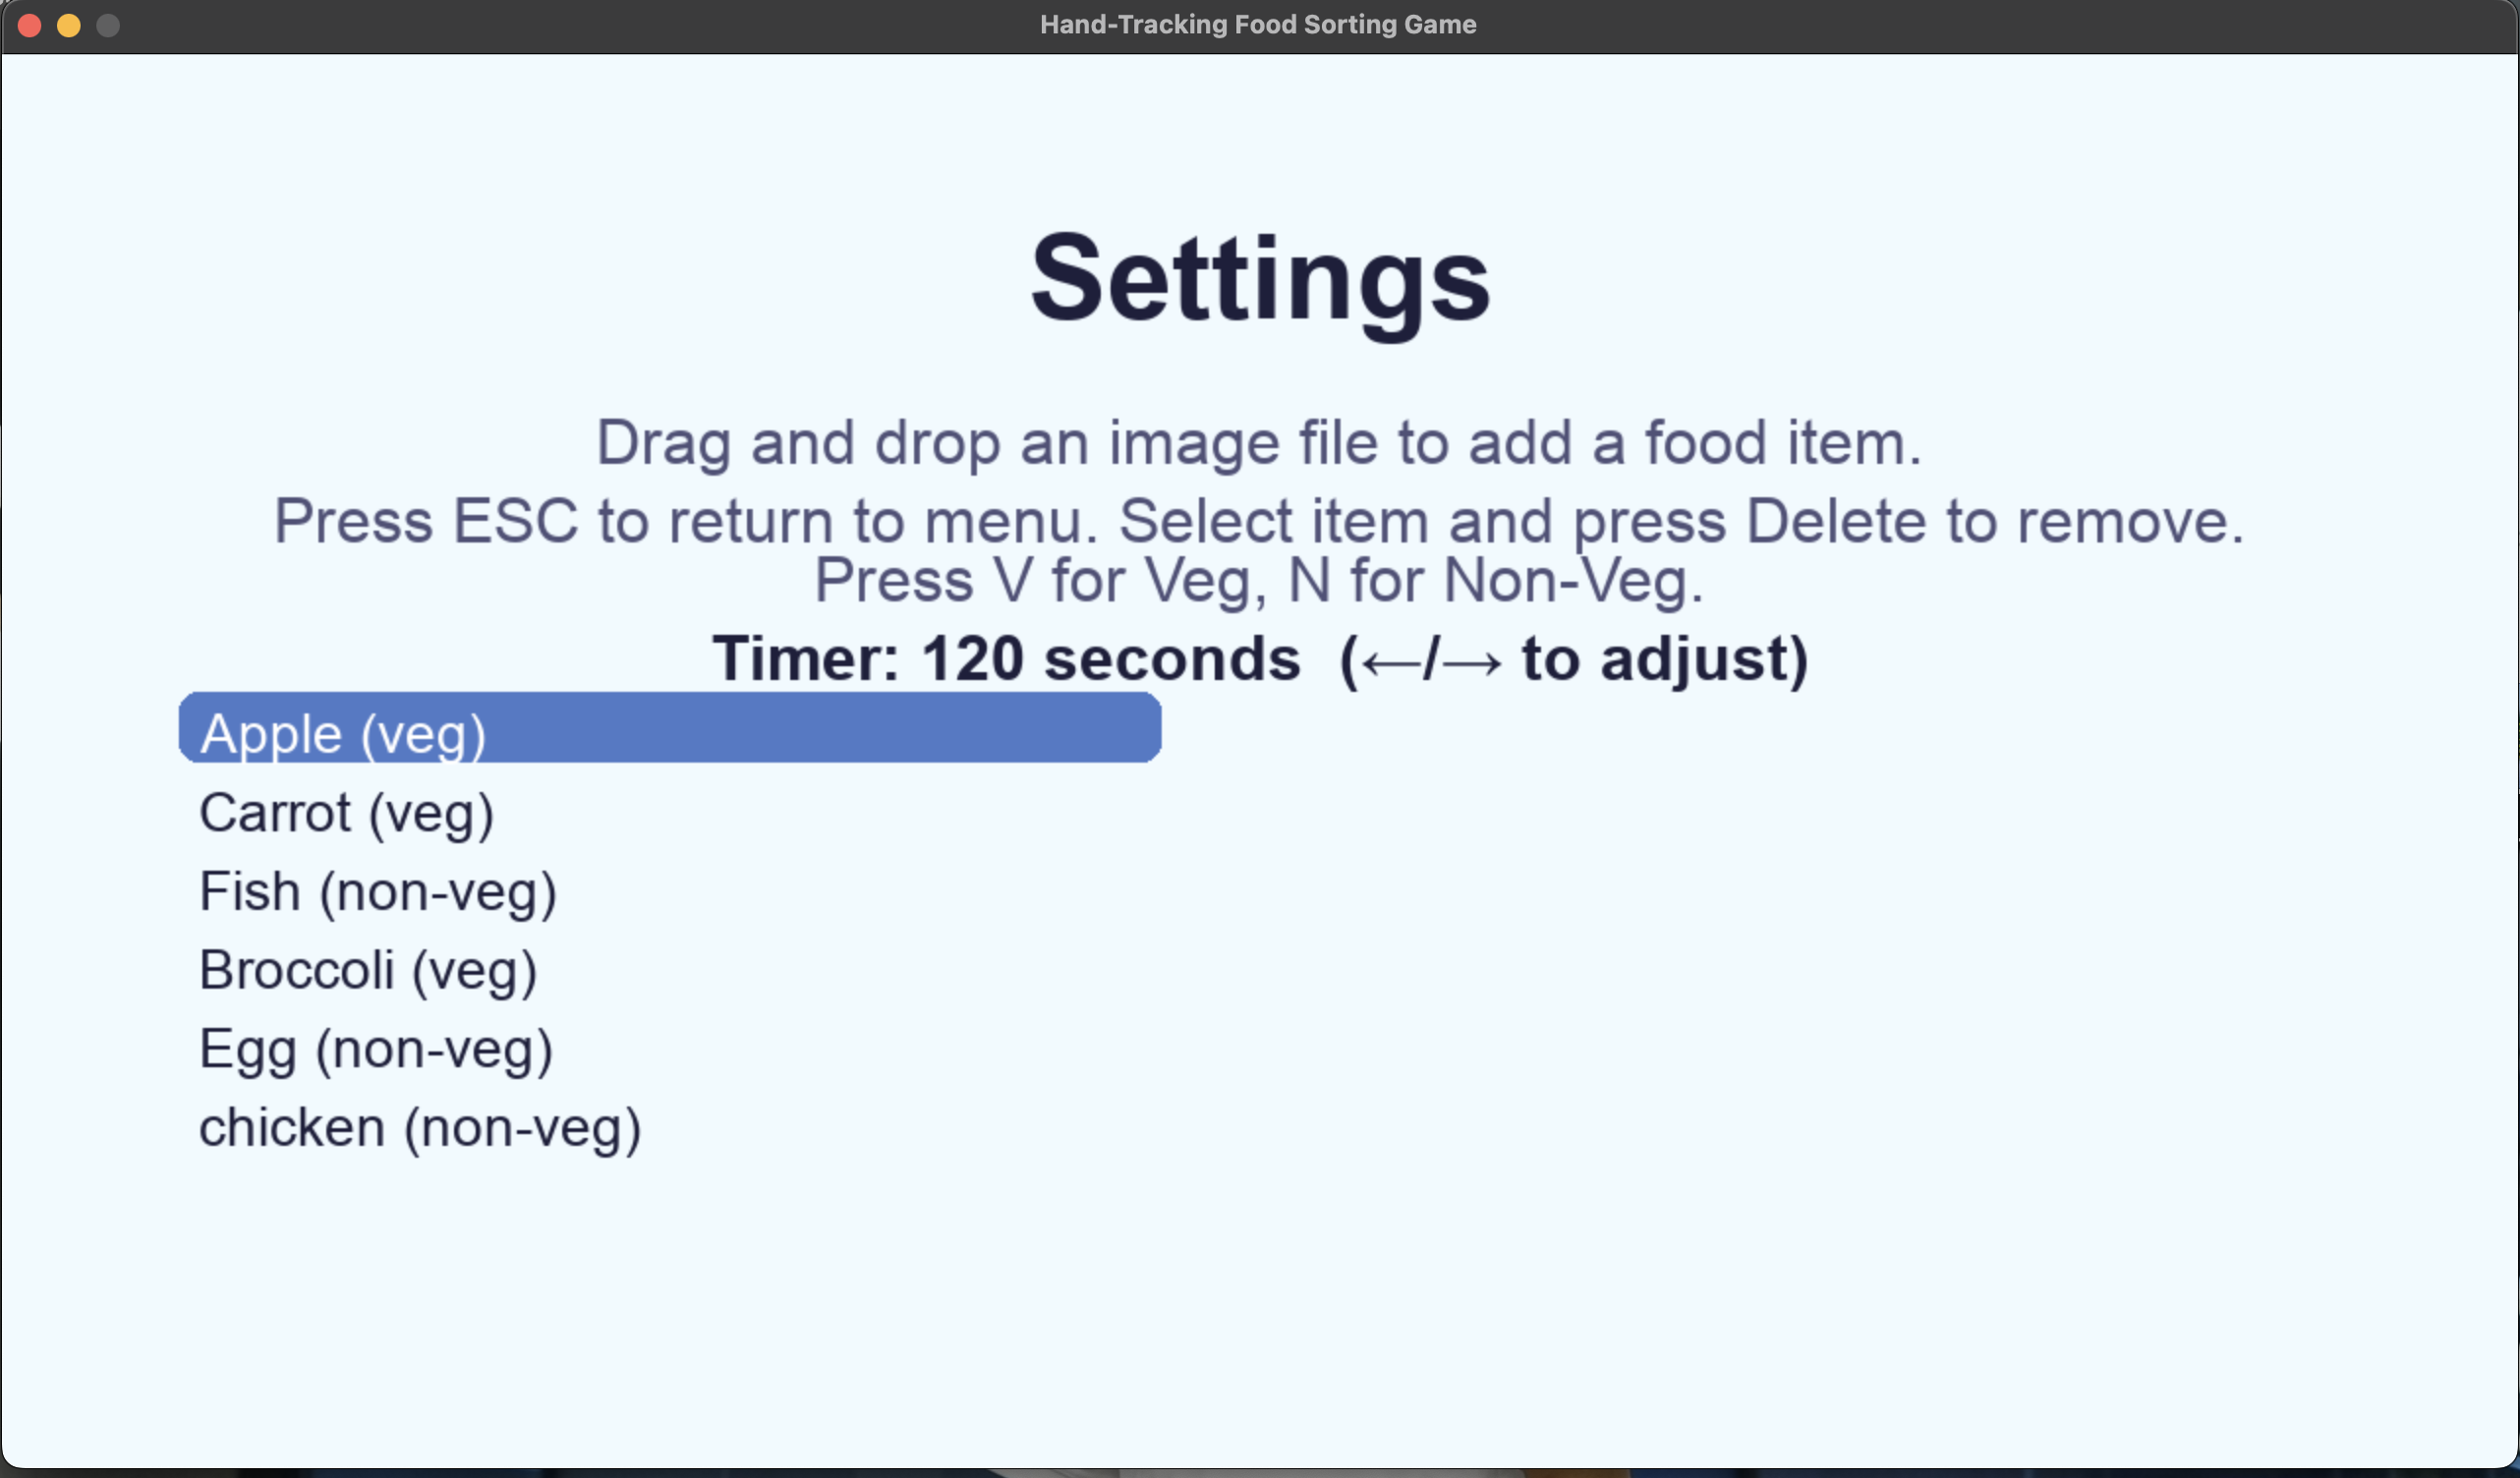 Hand-Tracking Food Sorting Game
Settings
Drag and drop an image file to add a food item.
Press ESC to return to menu. Select item and press Delete to remove.
Press V for Veg, N for Non-Veg.
Timer: 120 seconds  (←/→ to adjust)
Apple (veg)
Carrot (veg)
Fish (non-veg)
Broccoli (veg)
Egg (non-veg)
chicken (non-veg)